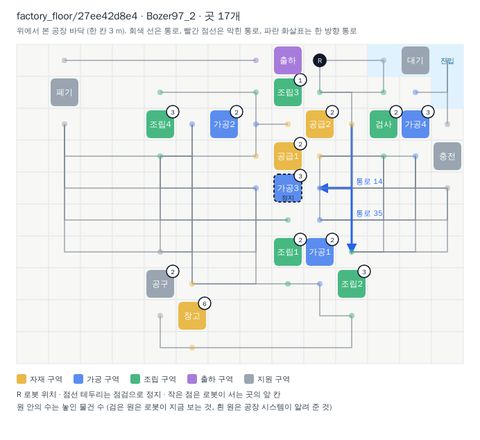 factory_floor/27ee42d8e4 · Bozer97_2 · 곳 17개
위에서 본 공장 바닥 (한 칸 3 m). 회색 선은 통로, 빨간 점선은 막힌 통로, 파란 화살표는 한 방향 통로
출하
R
대기
진입
폐기
조립3
1
조립4
3
가공2
2
공급2
2
검사
2
가공4
3
공급1
2
충전
가공3
3
정지
통로 14
통로 35
조립1
2
가공1
2
공구
2
조립2
3
창고
6
자재 구역
가공 구역
조립 구역
출하 구역
지원 구역
R 로봇 위치 · 점선 테두리는 점검으로 정지 · 작은 점은 로봇이 서는 곳의 앞 칸
원 안의 수는 놓인 물건 수 (검은 원은 로봇이 지금 보는 것, 흰 원은 공장 시스템이 알려 준 것)